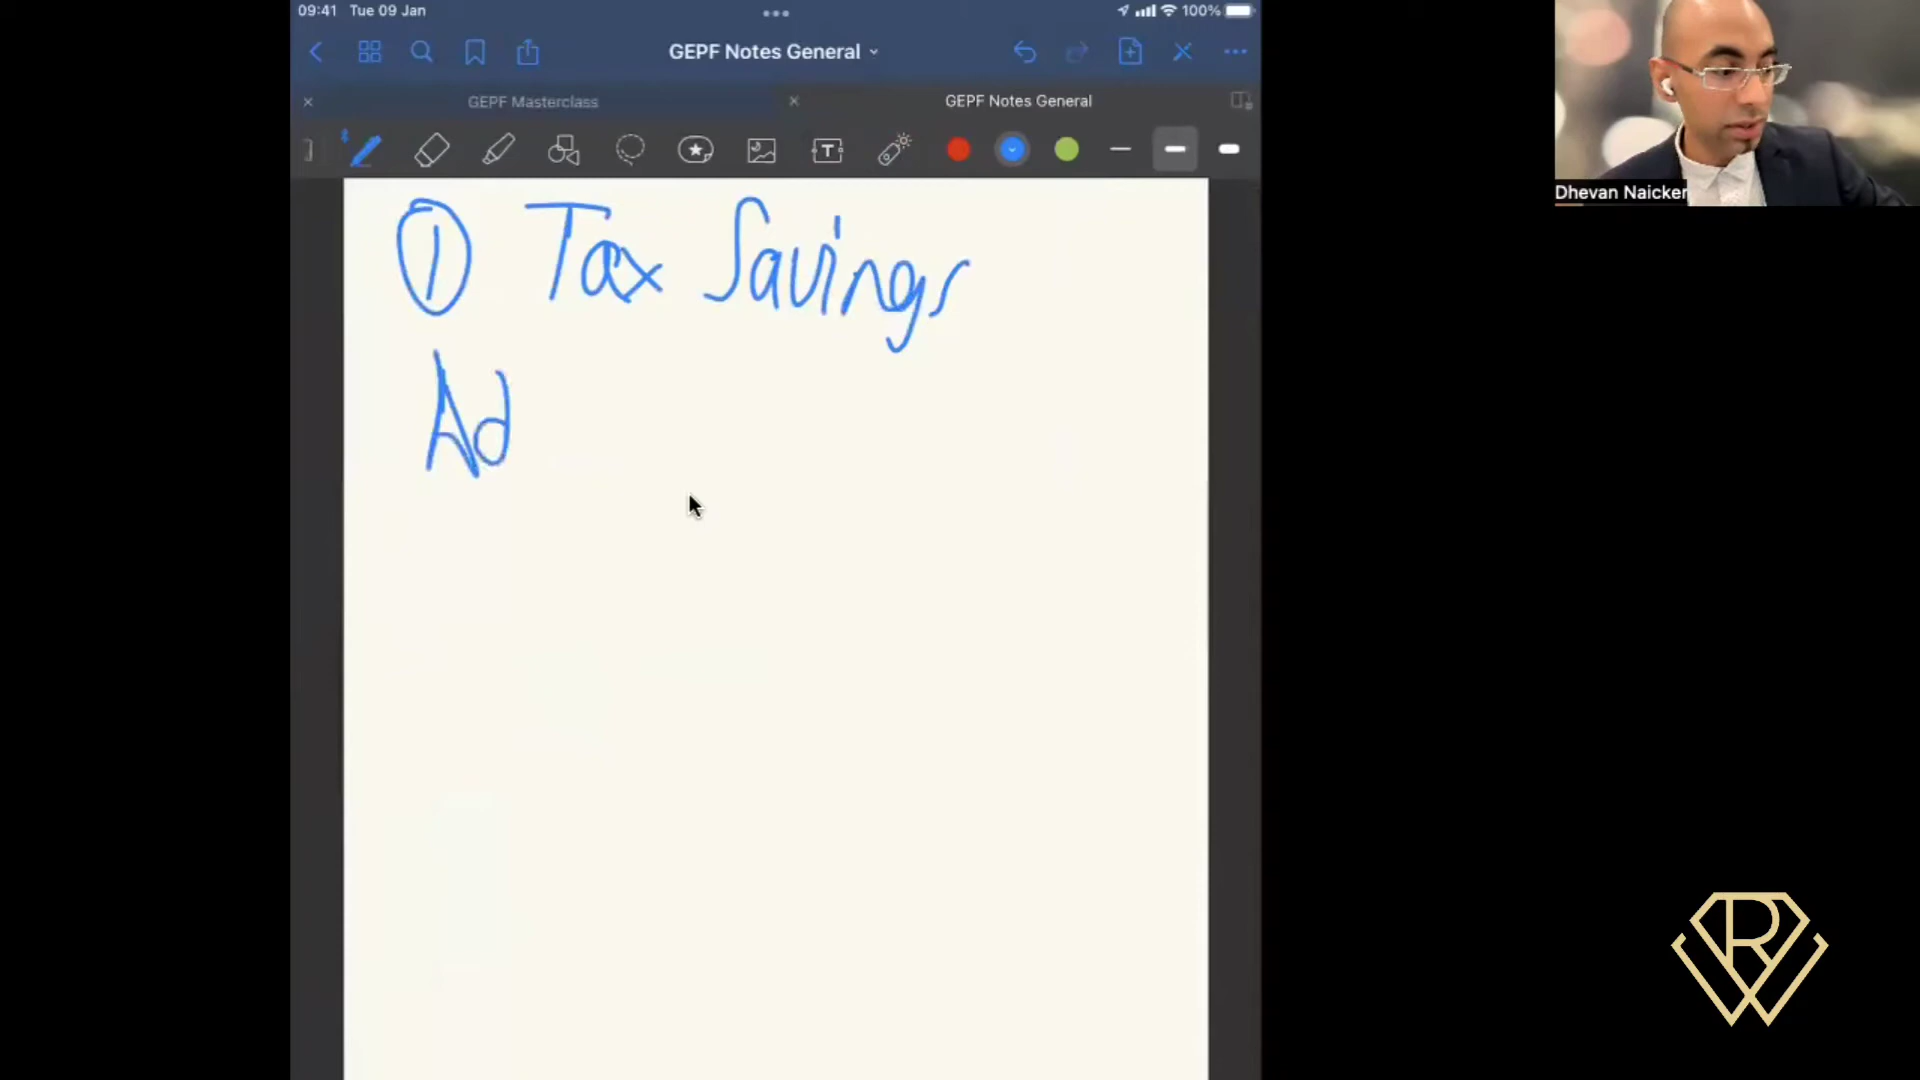 09:41 Tue 09 Jan 100%
GEPF Notes General
GEPF Masterclass GEPF Notes General
T
Dhevan Naicker
① Tax Savings
Ad
RW